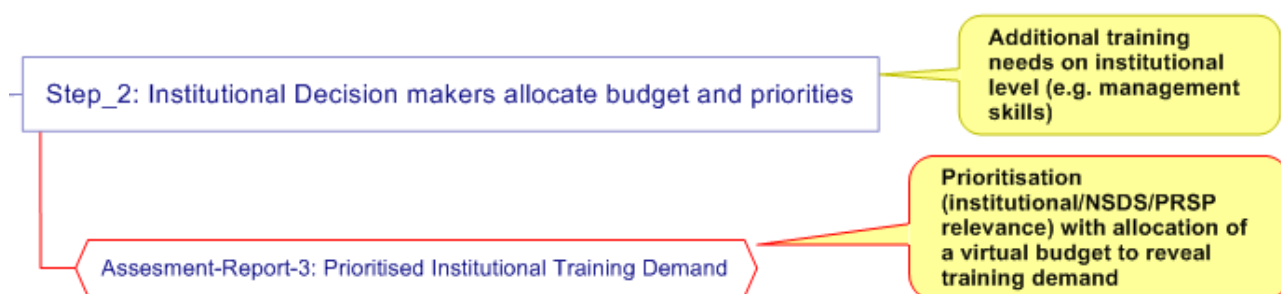 Additional training
needs on institutional
level (e.g. management
skills)
Step_2: Institutional Decision makers allocate budget and priorities
Prioritisation
(institutional/NSDS/PRSP
relevance) with allocation of
a virtual budget to reveal
training demand
Assesment-Report-3: Prioritised Institutional Training Demand